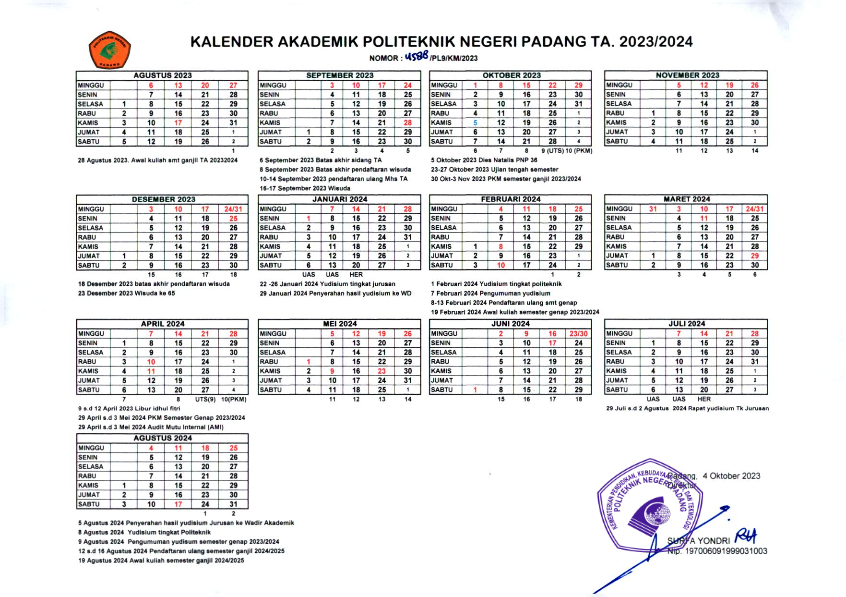 KALENDER AKADEMIK POLITEKNIK NEGERI PADANG TA. 2023/2024
NOMOR : 4588/PL9/KM/2023
AGUSTUS 2023
MINGGU 6 13 20 27
SENIN 7 14 21 28
SELASA 1 8 15 22 29
RABU 2 9 16 23 30
KAMIS 3 10 17 24 31
JUMAT 4 11 18 25 1
SABTU 5 12 19 26 2
1
28 Agustus 2023. Awal kuliah smt ganjil TA 20232024
SEPTEMBER 2023
MINGGU 3 10 17 24
SENIN 4 11 18 25
SELASA 5 12 19 26
RABU 6 13 20 27
KAMIS 7 14 21 28
JUMAT 1 8 15 22 29
SABTU 2 9 16 23 30
2 3 4 5
6 September 2023 Batas akhir sidang TA
8 September 2023 Batas pendaftaran wisuda
10-14 September pendaftaran ulang Mhs TA
16-17 September Wisuda
OKTOBER 2023
MINGGU 1 8 15 22 29
SENIN 2 9 16 23 30
SELASA 3 10 17 24 31
RABU 4 11 18 25 1
KAMIS 5 12 19 26 2
JUMAT 6 13 20 27 3
SABTU 7 14 21 28 4
6 7 8 9 (UTS) 10 (PKM)
5 Oktober 2023 Dies Natalis PNP 36
23-27 Oktober Ujian tengah semester
30 Okt-3 Nov 2023 PKM semester ganjil 2023/2024
NOVEMBER 2023
MINGGU 5 12 19 26
SENIN 6 13 20 27
SELASA 7 14 21 28
RABU 1 8 15 22 29
KAMIS 2 9 16 23 30
JUMAT 3 10 17 24 1
SABTU 4 11 18 25 2
11 12 13 14
DESEMBER 2023
MINGGU 3 10 17 24/31
SENIN 4 11 18 25
SELASA 5 12 19 26
RABU 6 13 20 27
KAMIS 7 14 21 28
JUMAT 1 8 15 22 29
SABTU 2 9 16 23 30
15 16 17 18
18 Desember 2023 batas akhir pendaftaran wisuda
23 Desember 2023 Wisuda ke 65
JANUARI 2024
MINGGU 7 14 21 28
SENIN 1 8 15 22 29
SELASA 2 9 16 23 30
RABU 3 10 17 24 31
KAMIS 4 11 18 25 1
JUMAT 5 12 19 26 2
SABTU 6 13 20 27 3
UAS UAS HER
22 -26 Januari 2024 Yudisium tingkat jurusan
29 Januari 2024 Penyerahan hasil yudisium ke WD
FEBRUARI 2024
MINGGU 4 11 18 25
SENIN 5 12 19 26
SELASA 6 13 20 27
RABU 7 14 21 28
KAMIS 1 8 15 22 29
JUMAT 2 9 16 23 1
SABTU 3 10 17 24 2
1 2
1 Februari 2024 Yudisium tingkat politeknik
7 Februari 2024 Pengumuman yudisium
8-13 Februari 2024 Pendaftaran ulang smt genap
19 Februari 2024 Awal kuliah semester genap 2023/2024
MARET 2024
MINGGU 31 3 10 17 24/31
SENIN 4 11 18 25
SELASA 5 12 19 26
RABU 6 13 20 27
KAMIS 7 14 21 28
JUMAT 1 8 15 22 29
SABTU 2 9 16 23 30
3 4 5 6
APRIL 2024
MINGGU 7 14 21 28
SENIN 1 8 15 22 29
SELASA 2 9 16 23 30
RABU 3 10 17 24 1
KAMIS 4 11 18 25 2
JUMAT 5 12 19 26 3
SABTU 6 13 20 27 4
7 8 UTS(9) 10(PKM)
9 s.d 12 April 2023 Libur idhul fitri
29 April s.d 3 Mei 2024 PKM Semester Genap 2023/2024
29 April s.d 3 Mei 2024 Audit Mutu Internal (AMI)
MEI 2024
MINGGU 5 12 19 26
SENIN 6 13 20 27
SELASA 7 14 21 28
RABU 1 8 15 22 29
KAMIS 2 9 16 23 30
JUMAT 3 10 17 24 31
SABTU 4 11 18 25 1
11 12 13 14
JUNI 2024
MINGGU 2 9 16 23/30
SENIN 3 10 17 24
SELASA 4 11 18 25
RABU 5 12 19 26
KAMIS 6 13 20 27
JUMAT 7 14 21 28
SABTU 1 8 15 22 29
15 16 17 18
JULI 2024
MINGGU 7 14 21 28
SENIN 1 8 15 22 29
SELASA 2 9 16 23 30
RABU 3 10 17 24 31
KAMIS 4 11 18 25 1
JUMAT 5 12 19 26 2
SABTU 6 13 20 27 3
UAS UAS HER
29 Juli s.d 2 Agustus 2024 Rapat yudisium Tk Jurusan
AGUSTUS 2024
MINGGU 4 11 18 25
SENIN 5 12 19 26
SELASA 6 13 20 27
RABU 7 14 21 28
KAMIS 1 8 15 22 29
JUMAT 2 9 16 23 30
SABTU 3 10 17 24 31
1 2
5 Agustus 2024 Penyerahan hasil yudisium Jurusan ke Wadir Akademik
8 Agustus 2024 Yudisium tingkat Politeknik
9 Agustus 2024 Pengumuman yudisum semester genap 2023/2024
12 s.d 16 Agustus 2024 Pendaftaran ulang semester ganjil 2024/2025
19 Agustus 2024 Awal kuliah semester ganjil 2024/2025
Padang, 4 Oktober 2023
Direktur
KEMENTERIAN PENDIDIKAN, KEBUDAYAAN, DAN TEKNOLOGI
POLITEKNIK NEGERI PADANG
SURFA YONDRI
Nip. 197006091999031003